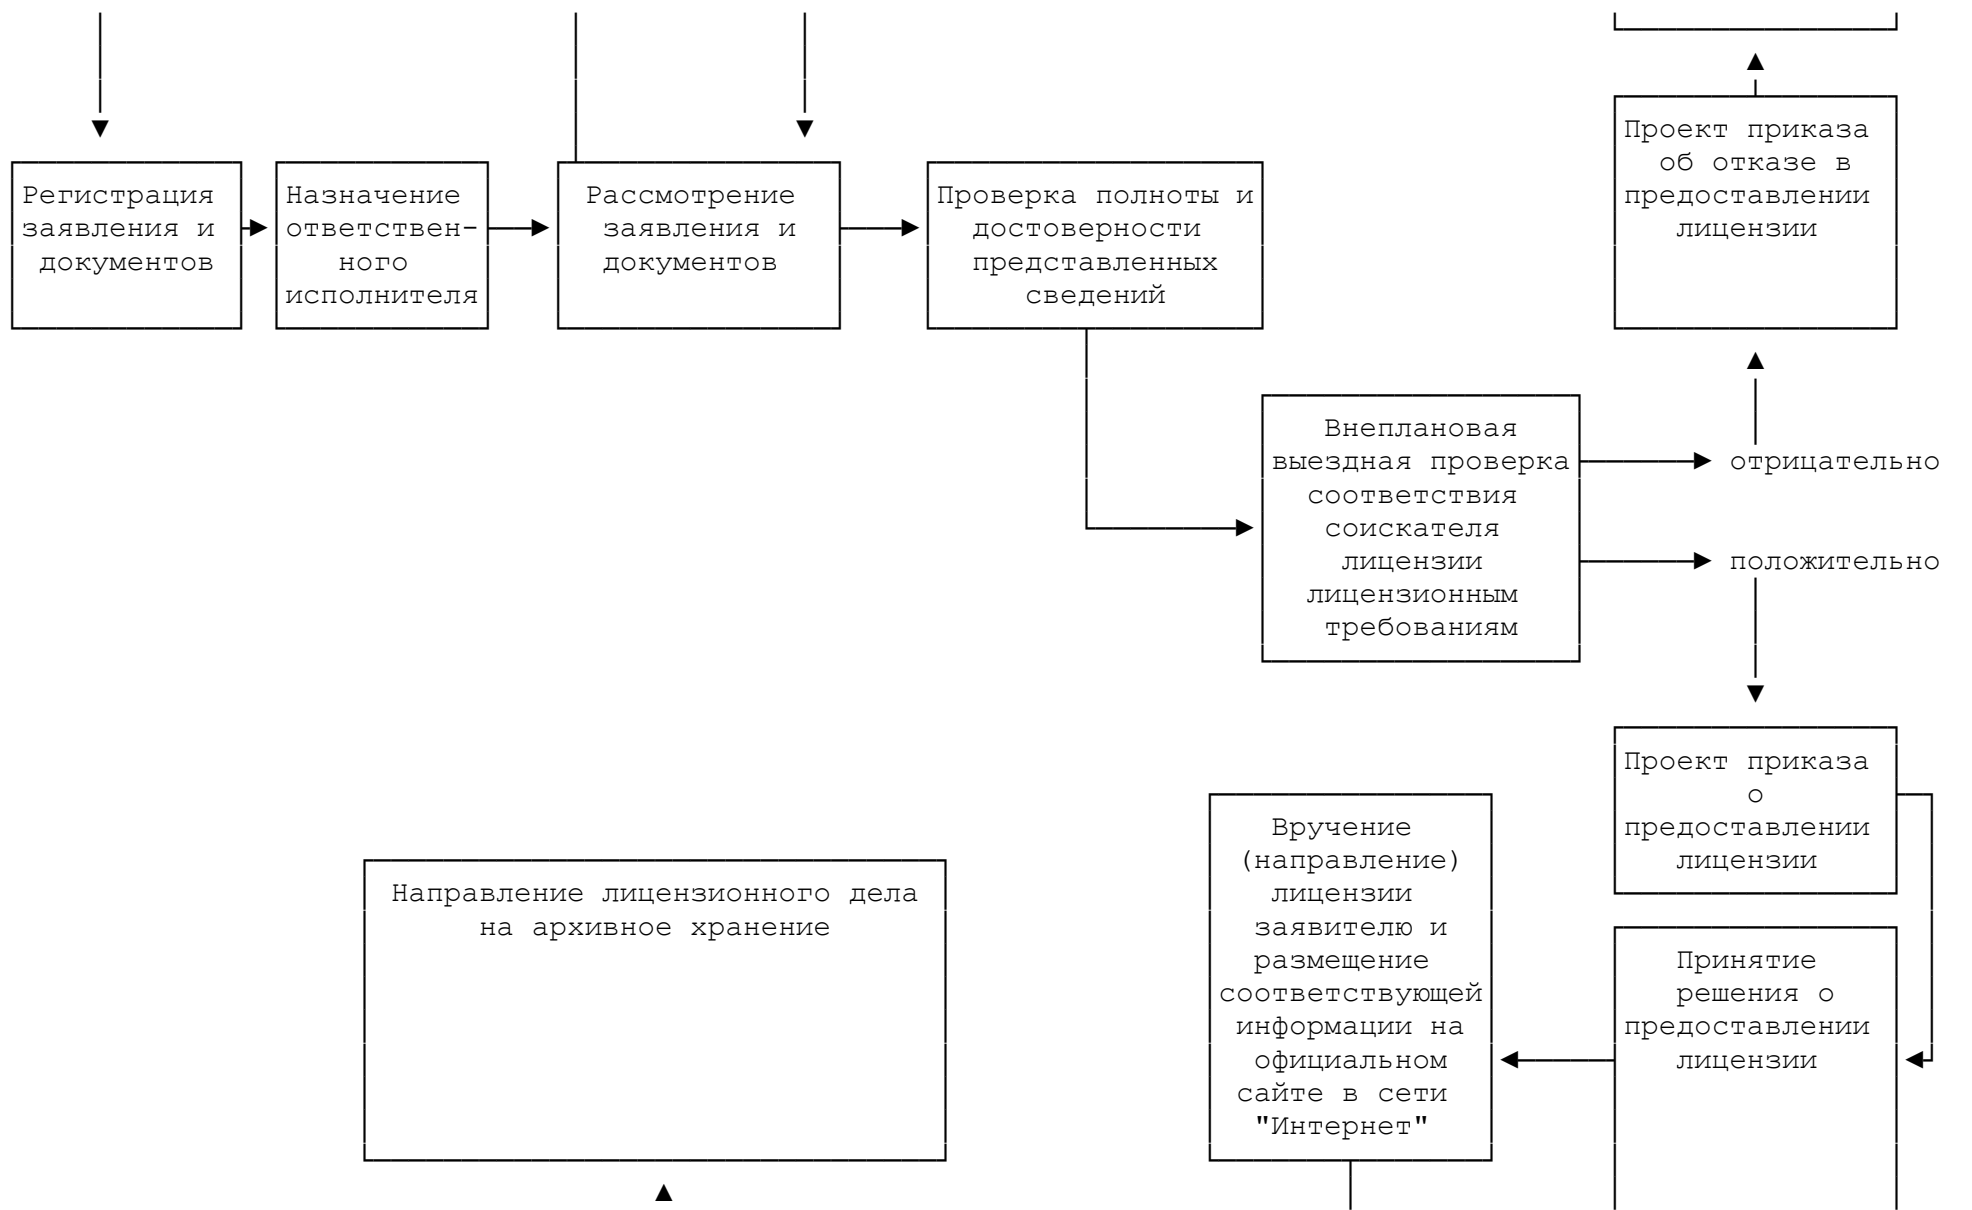 Проект приказа
об отказе в
предоставлении
лицензии
Регистрация
заявления и
документов
Назначение
ответствен-
ного
исполнителя
Рассмотрение
заявления и
документов
Проверка полноты и
достоверности
представленных
сведений
Внеплановая
выездная проверка
соответствия
соискателя
лицензии
лицензионным
требованиям
отрицательно
положительно
Проект приказа
о
предоставлении
лицензии
Вручение
(направление)
лицензии
заявителю и
размещение
соответствующей
информации на
официальном
сайте в сети
"Интернет"
Направление лицензионного дела
на архивное хранение
Принятие
решения о
предоставлении
лицензии